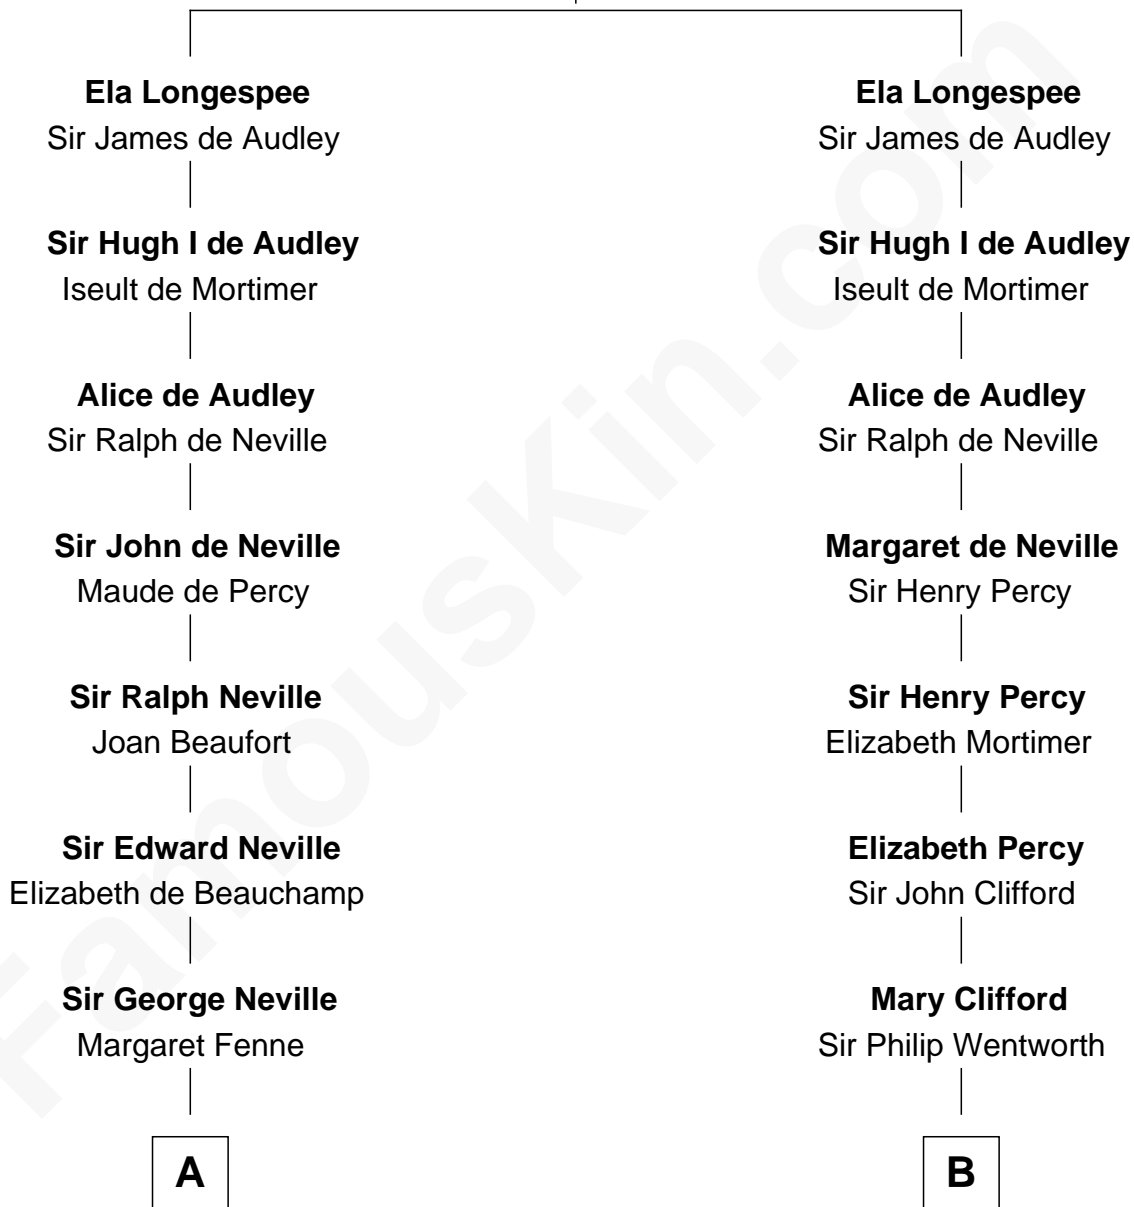 Ela Longespee
Sir James de Audley
Sir Hugh I de Audley
Iseult de Mortimer
Alice de Audley
Sir Ralph de Neville
Sir John de Neville
Maude de Percy
Sir Ralph Neville
Joan Beaufort
Sir Edward Neville
Elizabeth de Beauchamp
Sir George Neville
Margaret Fenne
A
Ela Longespee
Sir James de Audley
Sir Hugh I de Audley
Iseult de Mortimer
Alice de Audley
Sir Ralph de Neville
Margaret de Neville
Sir Henry Percy
Sir Henry Percy
Elizabeth Mortimer
Elizabeth Percy
Sir John Clifford
Mary Clifford
Sir Philip Wentworth
B
FamousKin.com